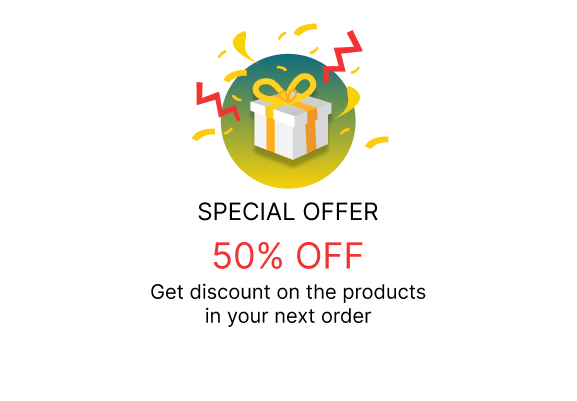 SPECIAL OFFER
50% OFF
Get discount on the products
in your next order